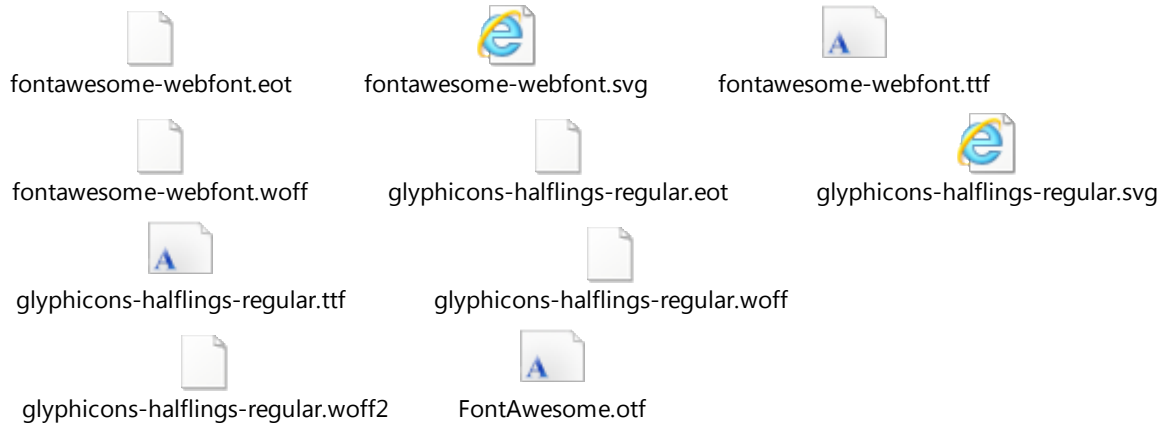 fontawesome-webfont.eot fontawesome-webfont.svg fontawesome-webfont.ttf
fontawesome-webfont.woff glyphicons-halflings-regular.eot glyphicons-halflings-regular.svg
glyphicons-halflings-regular.ttf glyphicons-halflings-regular.woff
glyphicons-halflings-regular.woff2 FontAwesome.otf